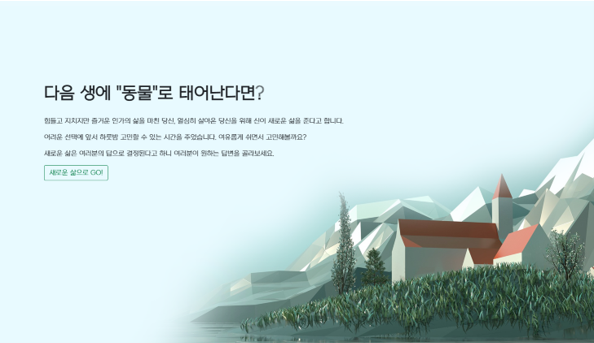 다음 생에 "동물"로 태어난다면?
힘들고 지치지만 즐거운 인간의 삶을 마친 당신, 열심히 살아온 당신을 위해 신이 새로운 삶을 준다고 합니다.
어려운 선택에 앞서 하룻밤 고민할 수 있는 시간을 주었습니다. 여유롭게 쉬면서 고민해볼까요?
새로운 삶은 여러분의 답으로 결정된다고 하니 여러분이 원하는 답변을 골라보세요.
새로운 삶으로 GO!